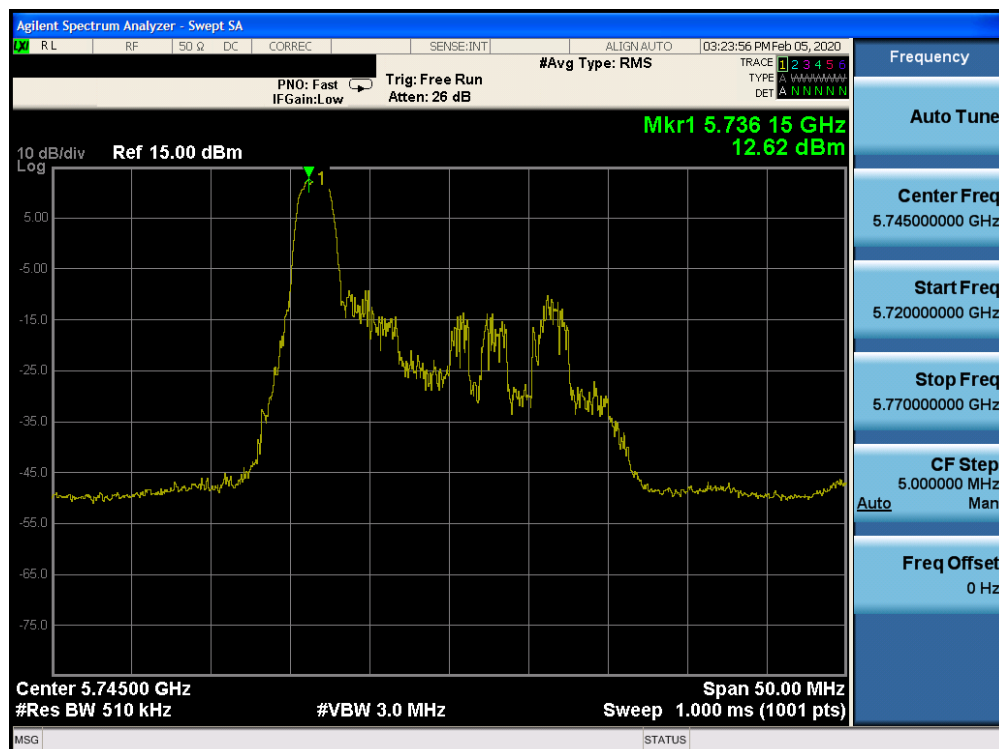 Agilent Spectrum Analyzer - Swept SA
LXI RL RF 50 Ω DC CORREC SENSE:INT ALIGN AUTO 03:23:56 PM Feb 05, 2020
Frequency
#Avg Type: RMS
TRACE 1 2 3 4 5 6
PNO: Fast
Trig: Free Run
TYPE A WWWWW
IFGain:Low
Atten: 26 dB
DET A N N N N N
Auto Tune
Mkr1 5.736 15 GHz
12.62 dBm
10 dB/div Ref 15.00 dBm
Log
1
5.00
-5.00
-15.0
-25.0
-35.0
-45.0
-55.0
-65.0
-75.0
Center Freq
5.745000000 GHz
Start Freq
5.720000000 GHz
Stop Freq
5.770000000 GHz
CF Step
5.000000 MHz
Auto Man
Freq Offset
0 Hz
Center 5.74500 GHz
Span 50.00 MHz
#Res BW 510 kHz
#VBW 3.0 MHz
Sweep 1.000 ms (1001 pts)
MSG
STATUS